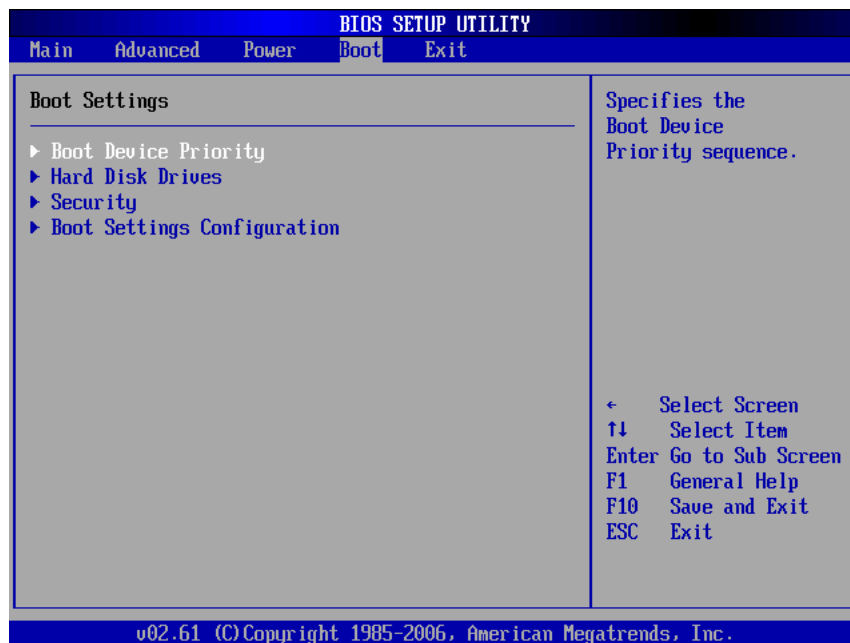 BIOS SETUP UTILITY
Main Advanced Power Boot Exit
Boot Settings
▶ Boot Device Priority
▶ Hard Disk Drives
▶ Security
▶ Boot Settings Configuration
Specifies the
Boot Device
Priority sequence.
← Select Screen
↑↓ Select Item
Enter Go to Sub Screen
F1 General Help
F10 Save and Exit
ESC Exit
v02.61 (C)Copyright 1985-2006, American Megatrends, Inc.